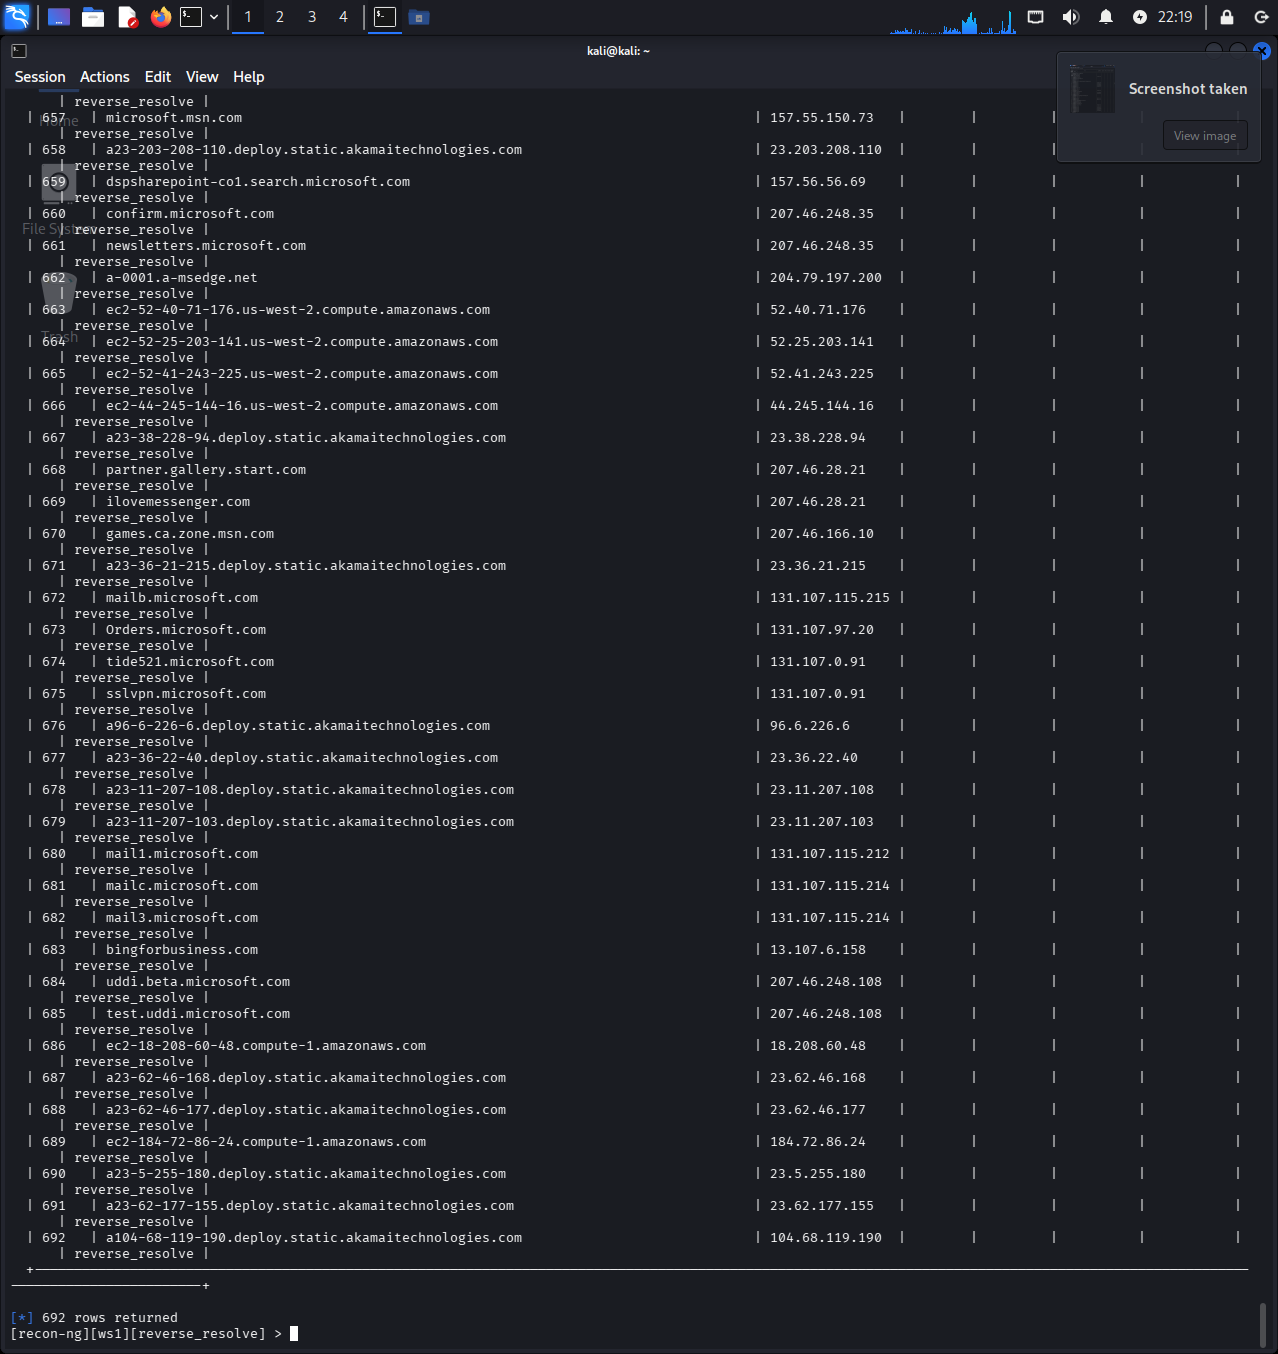 1 2 3 4 22:19
kali@kali: ~
Session Actions Edit View Help
Screenshot taken
View image
Home
File System
Trash
| reverse_resolve |
| 657 | microsoft.msn.com | 157.55.150.73 | | | | |
| reverse_resolve |
| 658 | a23-203-208-110.deploy.static.akamaitechnologies.com | 23.203.208.110 | | | | |
| reverse_resolve |
| 659 | dspsharepoint-co1.search.microsoft.com | 157.56.56.69 | | | | |
| reverse_resolve |
| 660 | confirm.microsoft.com | 207.46.248.35 | | | | |
| reverse_resolve |
| 661 | newsletters.microsoft.com | 207.46.248.35 | | | | |
| reverse_resolve |
| 662 | a-0001.a-msedge.net | 204.79.197.200 | | | | |
| reverse_resolve |
| 663 | ec2-52-40-71-176.us-west-2.compute.amazonaws.com | 52.40.71.176 | | | | |
| reverse_resolve |
| 664 | ec2-52-25-203-141.us-west-2.compute.amazonaws.com | 52.25.203.141 | | | | |
| reverse_resolve |
| 665 | ec2-52-41-243-225.us-west-2.compute.amazonaws.com | 52.41.243.225 | | | | |
| reverse_resolve |
| 666 | ec2-44-245-144-16.us-west-2.compute.amazonaws.com | 44.245.144.16 | | | | |
| reverse_resolve |
| 667 | a23-38-228-94.deploy.static.akamaitechnologies.com | 23.38.228.94 | | | | |
| reverse_resolve |
| 668 | partner.gallery.start.com | 207.46.28.21 | | | | |
| reverse_resolve |
| 669 | ilovemessenger.com | 207.46.28.21 | | | | |
| reverse_resolve |
| 670 | games.ca.zone.msn.com | 207.46.166.10 | | | | |
| reverse_resolve |
| 671 | a23-36-21-215.deploy.static.akamaitechnologies.com | 23.36.21.215 | | | | |
| reverse_resolve |
| 672 | mailb.microsoft.com | 131.107.115.215 | | | | |
| reverse_resolve |
| 673 | Orders.microsoft.com | 131.107.97.20 | | | | |
| reverse_resolve |
| 674 | tide521.microsoft.com | 131.107.0.91 | | | | |
| reverse_resolve |
| 675 | sslvpn.microsoft.com | 131.107.0.91 | | | | |
| reverse_resolve |
| 676 | a96-6-226-6.deploy.static.akamaitechnologies.com | 96.6.226.6 | | | | |
| reverse_resolve |
| 677 | a23-36-22-40.deploy.static.akamaitechnologies.com | 23.36.22.40 | | | | |
| reverse_resolve |
| 678 | a23-11-207-108.deploy.static.akamaitechnologies.com | 23.11.207.108 | | | | |
| reverse_resolve |
| 679 | a23-11-207-103.deploy.static.akamaitechnologies.com | 23.11.207.103 | | | | |
| reverse_resolve |
| 680 | mail1.microsoft.com | 131.107.115.212 | | | | |
| reverse_resolve |
| 681 | mailc.microsoft.com | 131.107.115.214 | | | | |
| reverse_resolve |
| 682 | mail3.microsoft.com | 131.107.115.214 | | | | |
| reverse_resolve |
| 683 | bingforbusiness.com | 13.107.6.158 | | | | |
| reverse_resolve |
| 684 | uddi.beta.microsoft.com | 207.46.248.108 | | | | |
| reverse_resolve |
| 685 | test.uddi.microsoft.com | 207.46.248.108 | | | | |
| reverse_resolve |
| 686 | ec2-18-208-60-48.compute-1.amazonaws.com | 18.208.60.48 | | | | |
| reverse_resolve |
| 687 | a23-62-46-168.deploy.static.akamaitechnologies.com | 23.62.46.168 | | | | |
| reverse_resolve |
| 688 | a23-62-46-177.deploy.static.akamaitechnologies.com | 23.62.46.177 | | | | |
| reverse_resolve |
| 689 | ec2-184-72-86-24.compute-1.amazonaws.com | 184.72.86.24 | | | | |
| reverse_resolve |
| 690 | a23-5-255-180.deploy.static.akamaitechnologies.com | 23.5.255.180 | | | | |
| reverse_resolve |
| 691 | a23-62-177-155.deploy.static.akamaitechnologies.com | 23.62.177.155 | | | | |
| reverse_resolve |
| 692 | a104-68-119-190.deploy.static.akamaitechnologies.com | 104.68.119.190 | | | | |
| reverse_resolve |
[*] 692 rows returned
[recon-ng][ws1][reverse_resolve] >